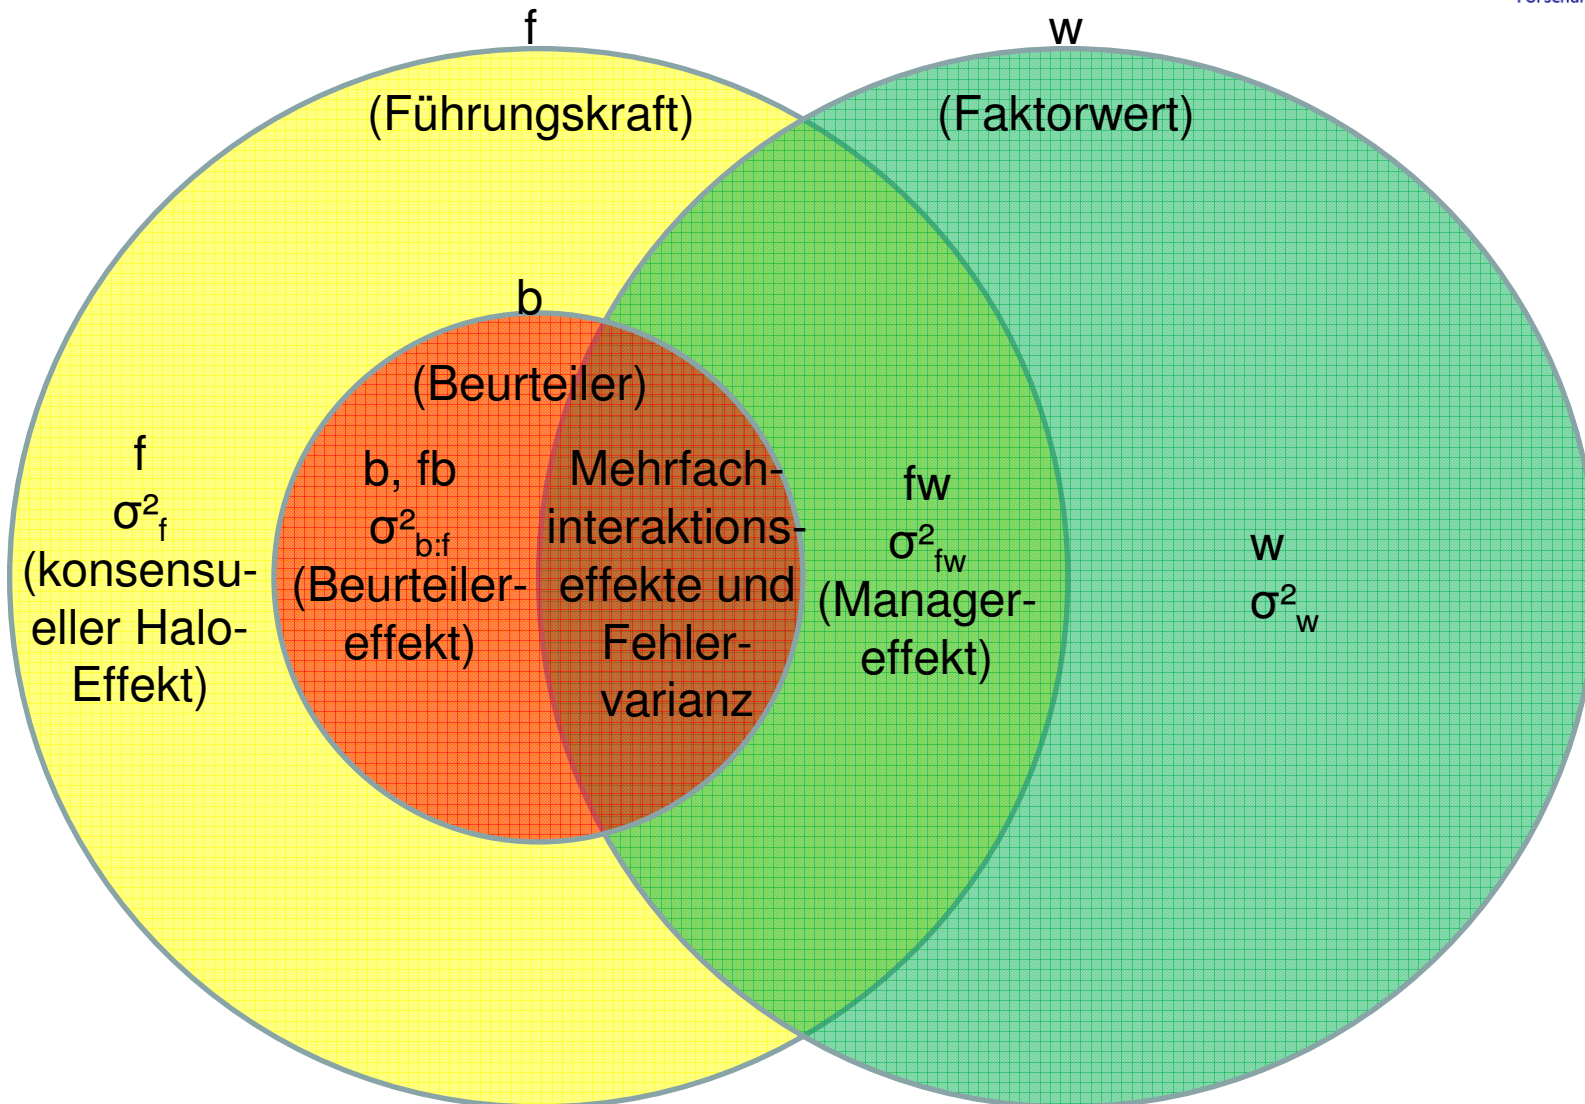 f
w
(Führungskraft)
(Faktorwert)
b
(Beurteiler)
f
σ²f
(konsensu-
eller Halo-
Effekt)
b, fb
σ²b:f
(Beurteiler-
effekt)
Mehrfach-
interaktions-
effekte und
Fehler-
varianz
fw
σ²fw
(Manager-
effekt)
w
σ²w